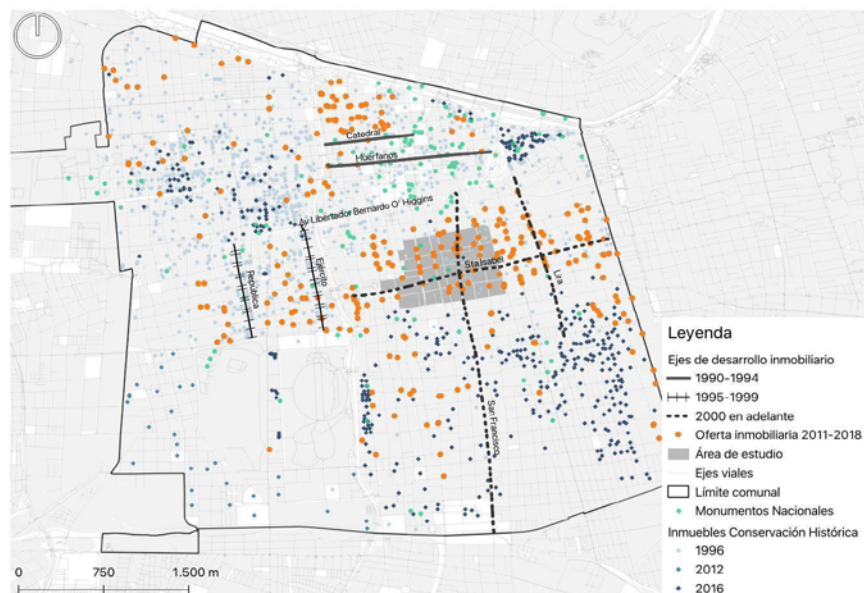 Catedral
Huérfanos
Av Libertador Bernardo O' Higgins
República
Ejército
Sta Isabel
Lira
San Francisco
Leyenda
Ejes de desarrollo inmobiliario
1990-1994
1995-1999
2000 en adelante
Oferta inmobiliaria 2011-2018
Área de estudio
Ejes viales
Límite comunal
Monumentos Nacionales
Inmuebles Conservación Histórica
1996
2012
2016
0 750 1.500 m